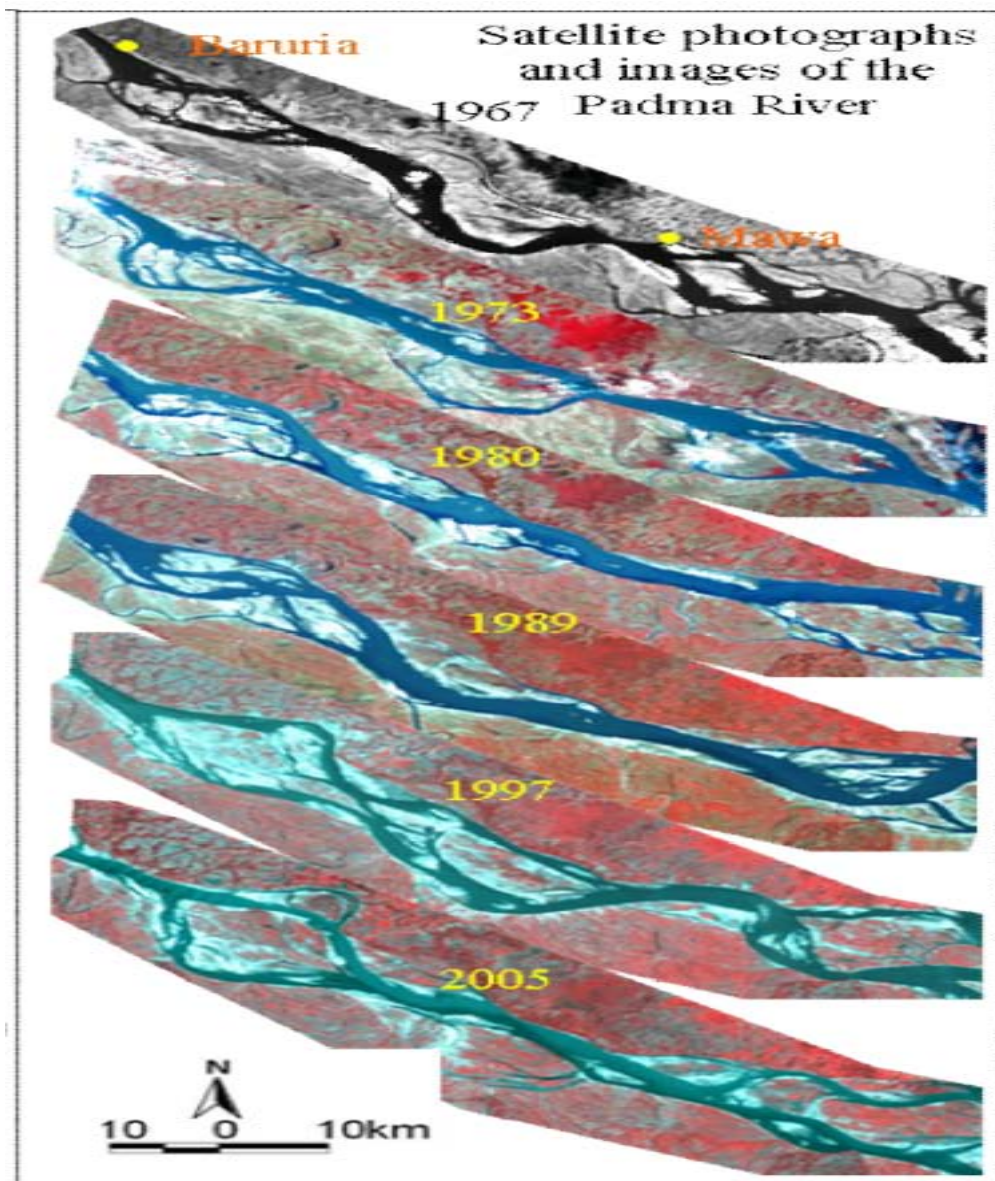 Satellite photographs
and images of the
Padma River
Baruria
1967
Mawa
1973
1980
1989
1997
2005
N
10 0 10km